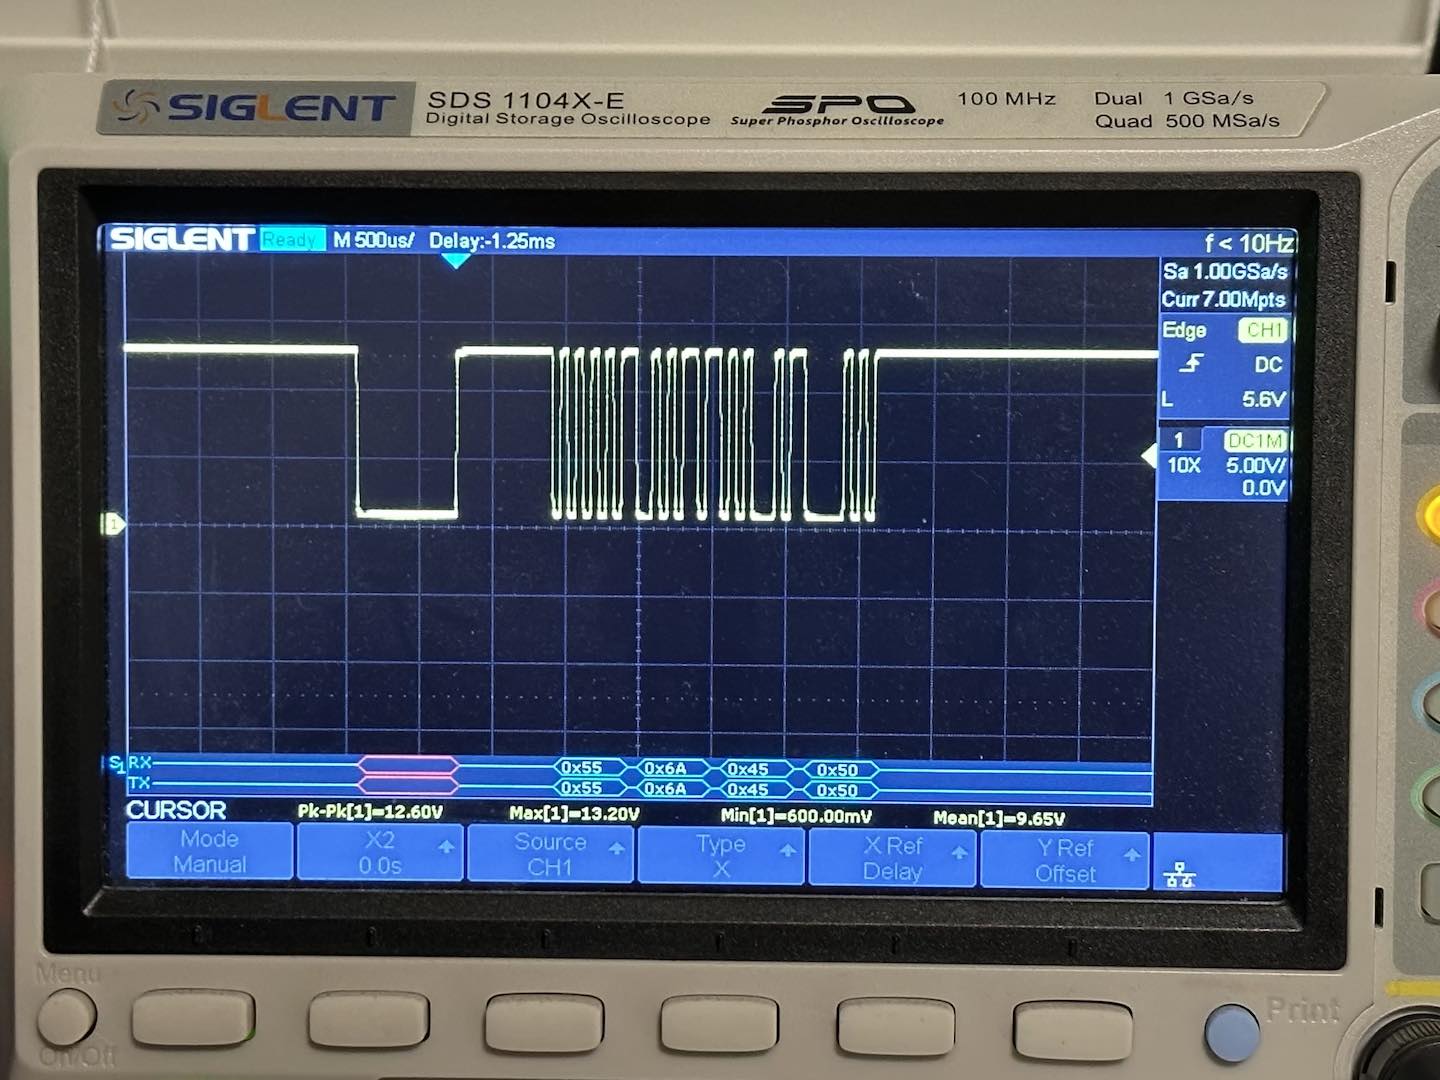 SIGLENT SDS 1104X-E SPO 100 MHz Dual 1 GSa/s
Digital Storage Oscilloscope Super Phosphor Oscilloscope Quad 500 MSa/s
SIGLENT Ready M 500us/ Delay:-1.25ms f < 10Hz
Sa 1.00GSa/s
Curr 7.00Mpts
Edge CH1
DC
L 5.6V
1 DC1M
10X 5.00V/
0.0V
1
S1 RX 0x55 0x6A 0x45 0x50
TX 0x55 0x6A 0x45 0x50
CURSOR Pk-Pk[1]=12.60V Max[1]=13.20V Min[1]=600.00mV Mean[1]=9.65V
Mode X2 Source Type X Ref Y Ref
Manual 0.0s CH1 X Delay Offset
Menu
On/Off
Print